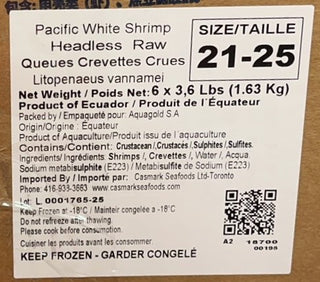 Pacific White Shrimp
Headless Raw
Queues Crevettes Crues
Litopenaeus vannamei
SIZE/TAILLE
21-25
Net Weight / Poids Net: 6 x 3,6 Lbs (1.63 Kg)
Product of Ecuador / Produit de l'Équateur
Packed by / Empaqueté pour: Aquagold S.A
Origin/Origine : Équateur
Product of Aquaculture/Produit issu de l aquaculture
Contains/Contient: Crustacean / Crustacés /.Sulphites /.Sulfites.
Ingredients/ Ingrédients: Shrimps /, Crevettes /, Water /, Acqua.
Sodium metabisulphite (E223) / Metabisulfite de Sodium (E223)
Imported By / Importé par: Casmark Seafoods Ltd-Toronto
Phone: 416-933-3663 www.casmarkseafoods.com
Lot: L 0001765-25
Keep Frozen at -18°C / Mainteir congelée a -18°C
Do not refreeze after thawing.
Please cook before consumption.
Cuisiner les produits avant les consommer
KEEP FROZEN - GARDER CONGELÉ
A2 18700
00195